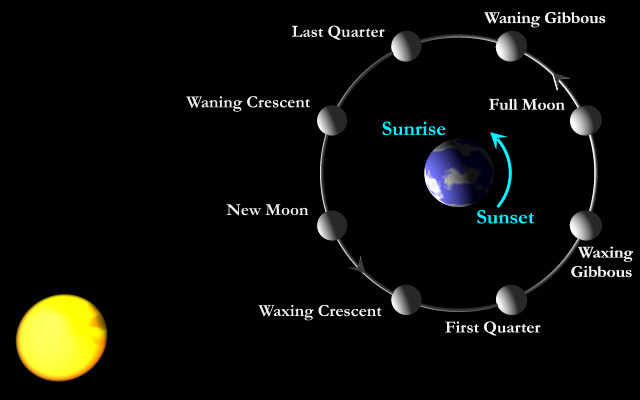 Waning Gibbous
Last Quarter
Waning Crescent
Full Moon
Sunrise
New Moon
Sunset
Waxing
Gibbous
Waxing Crescent
First Quarter